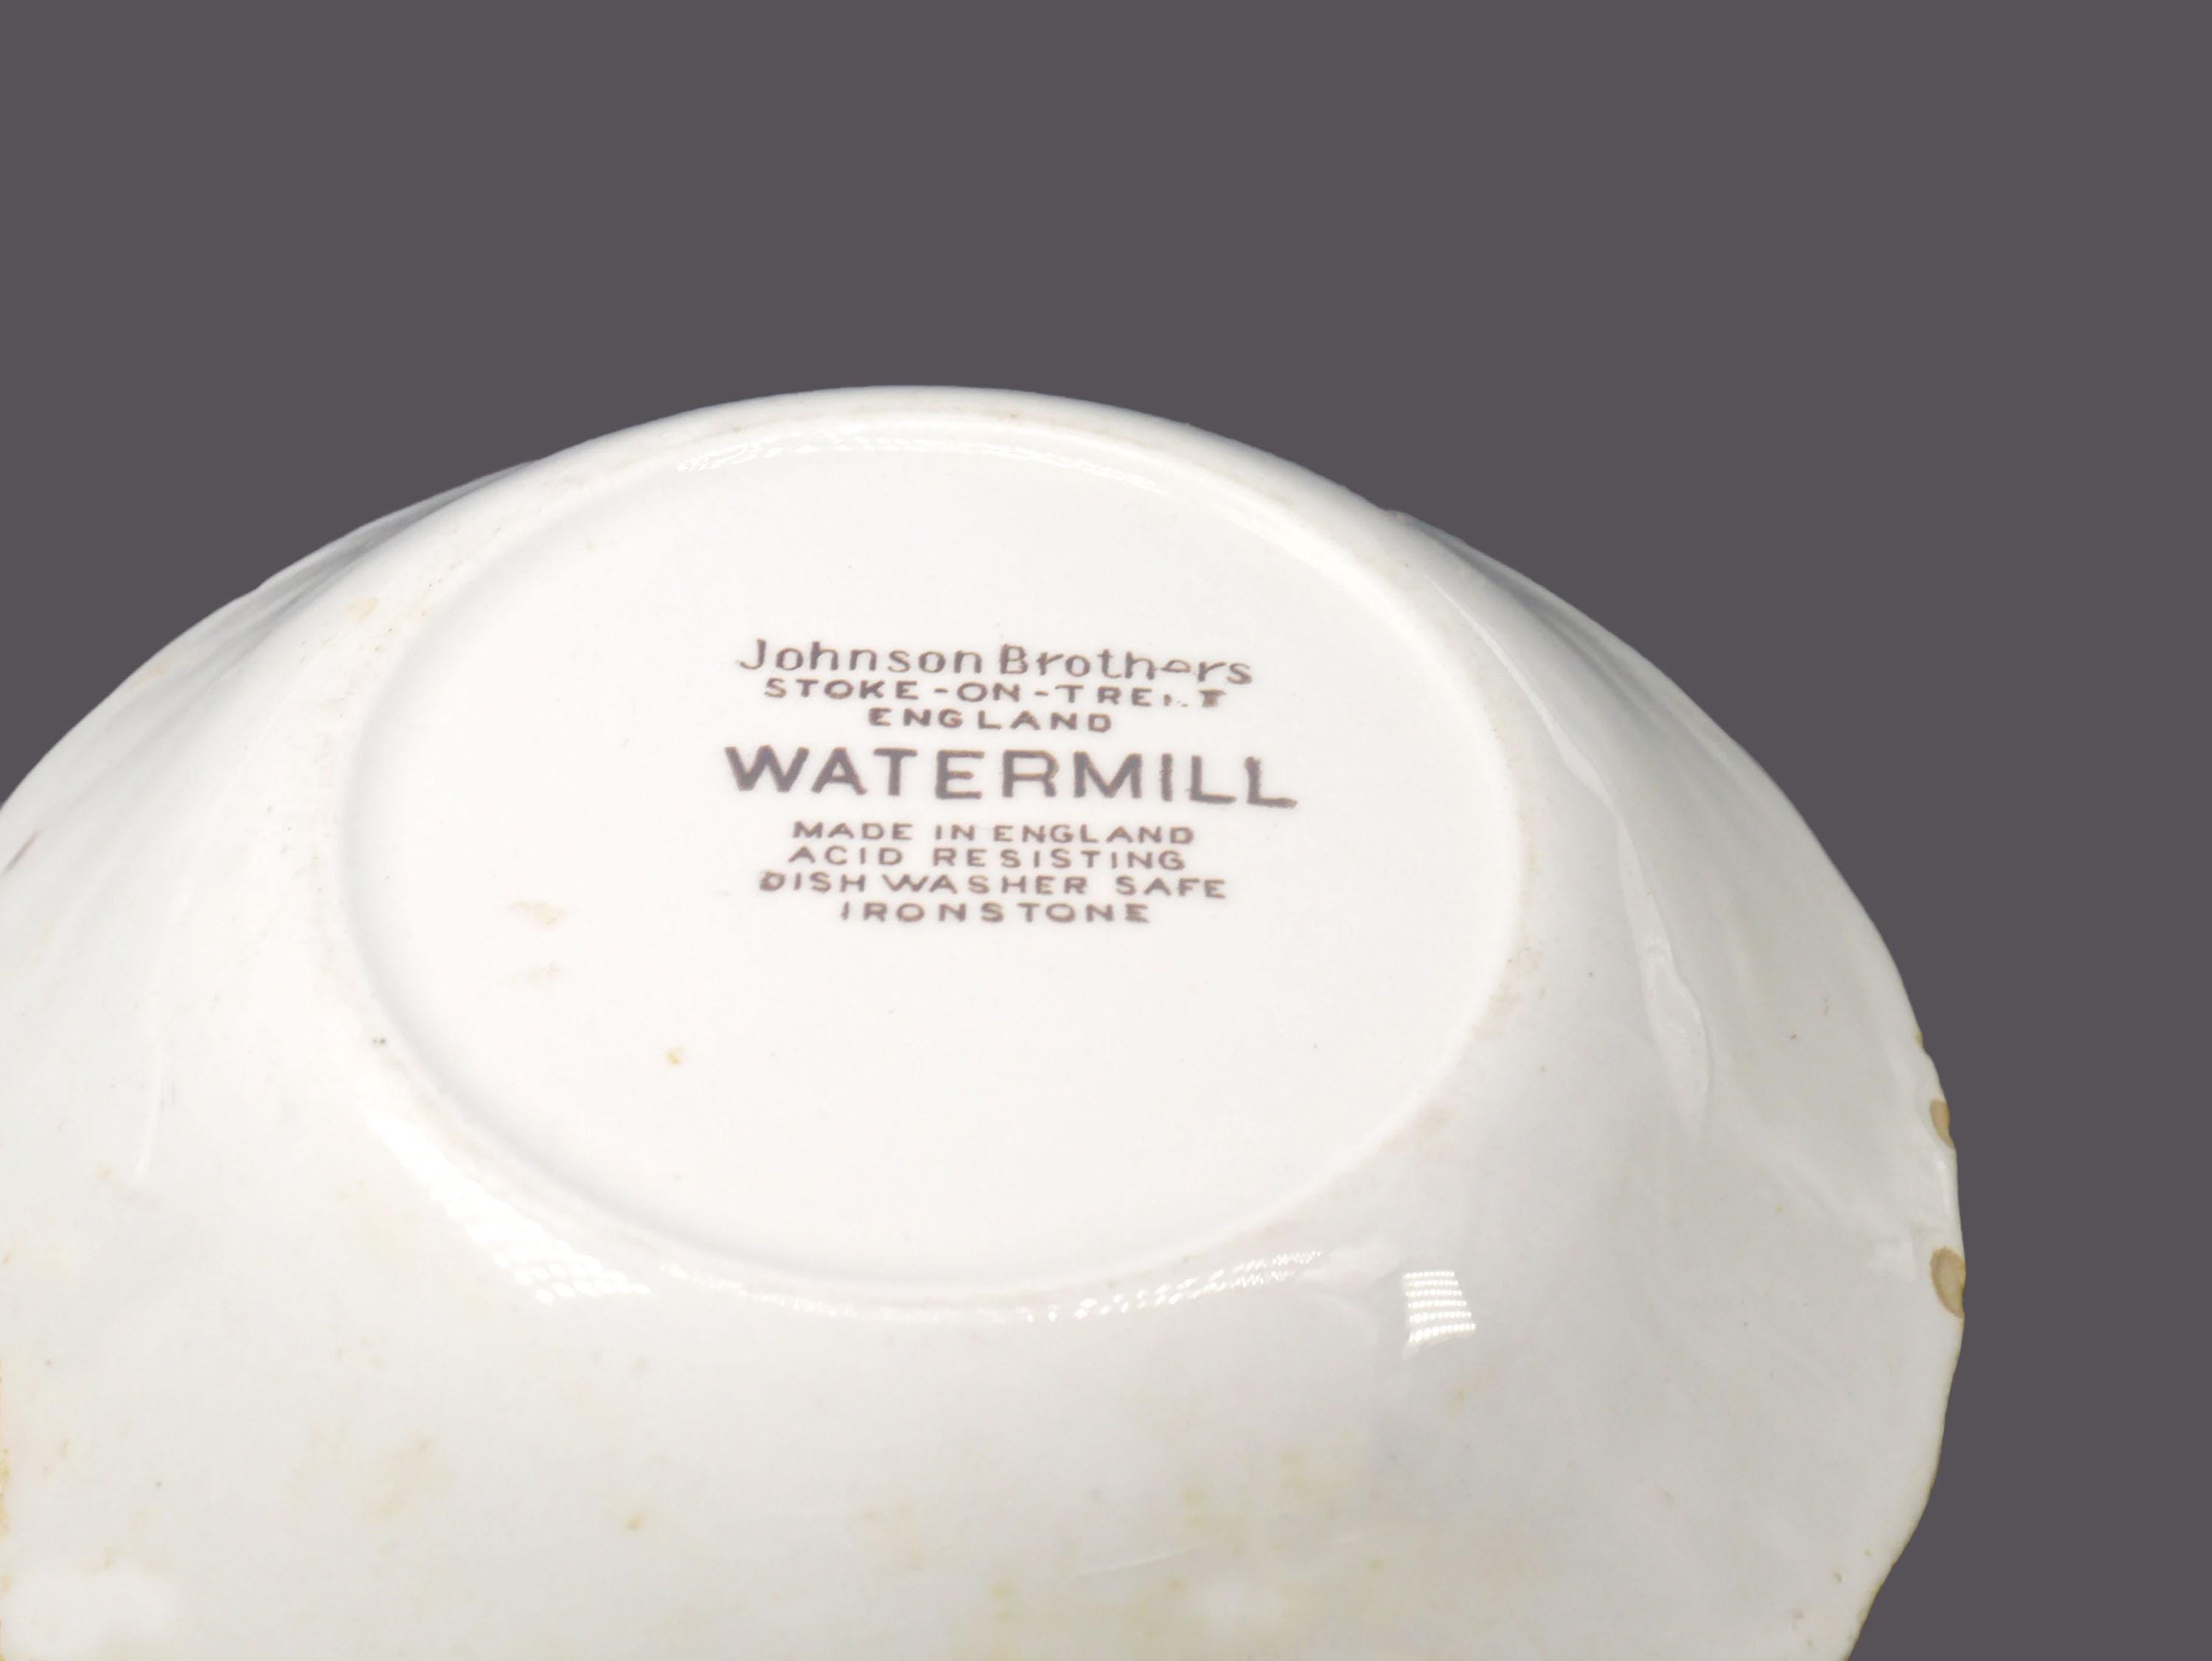 Johnson Brothers
STOKE-ON-TRENT
ENGLAND
WATERMILL
MADE IN ENGLAND
ACID RESISTING
DISH WASHER SAFE
IRONSTONE